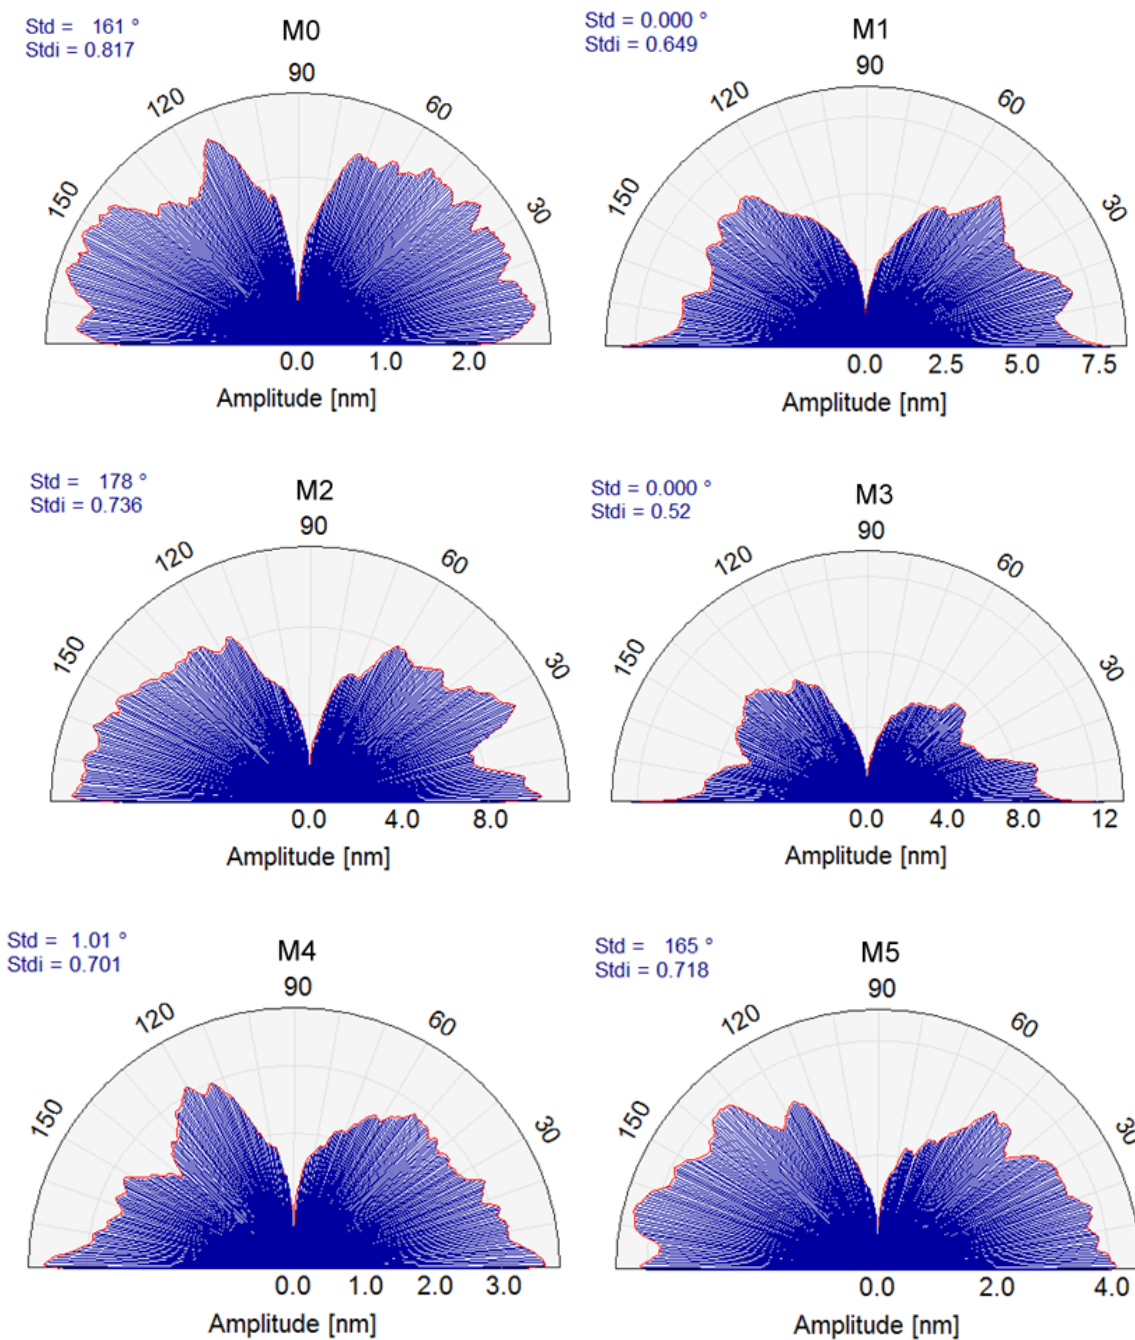 Std = 161 °
Stdi = 0.817
M0
90
120
60
150
30
0.0 1.0 2.0
Amplitude [nm]
Std = 0.000 °
Stdi = 0.649
M1
90
120
60
150
30
0.0 2.5 5.0 7.5
Amplitude [nm]
Std = 178 °
Stdi = 0.736
M2
90
120
60
150
30
0.0 4.0 8.0
Amplitude [nm]
Std = 0.000 °
Stdi = 0.52
M3
90
120
60
150
30
0.0 4.0 8.0 12
Amplitude [nm]
Std = 1.01 °
Stdi = 0.701
M4
90
120
60
150
30
0.0 1.0 2.0 3.0
Amplitude [nm]
Std = 165 °
Stdi = 0.718
M5
90
120
60
150
30
0.0 2.0 4.0
Amplitude [nm]